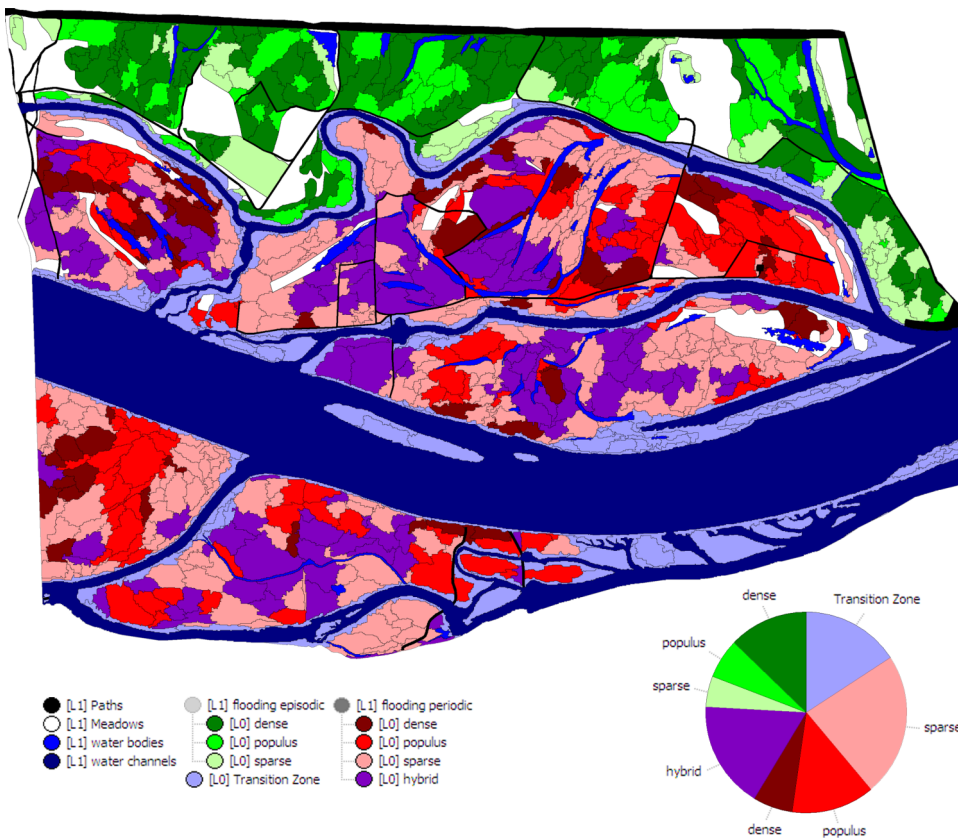 dense
Transition Zone
populus
sparse
sparse
hybrid
dense
populus
[L1] Paths
[L1] Meadows
[L1] water bodies
[L1] water channels
[L1] flooding episodic
[L0] dense
[L0] populus
[L0] sparse
[L0] Transition Zone
[L1] flooding periodic
[L0] dense
[L0] populus
[L0] sparse
[L0] hybrid